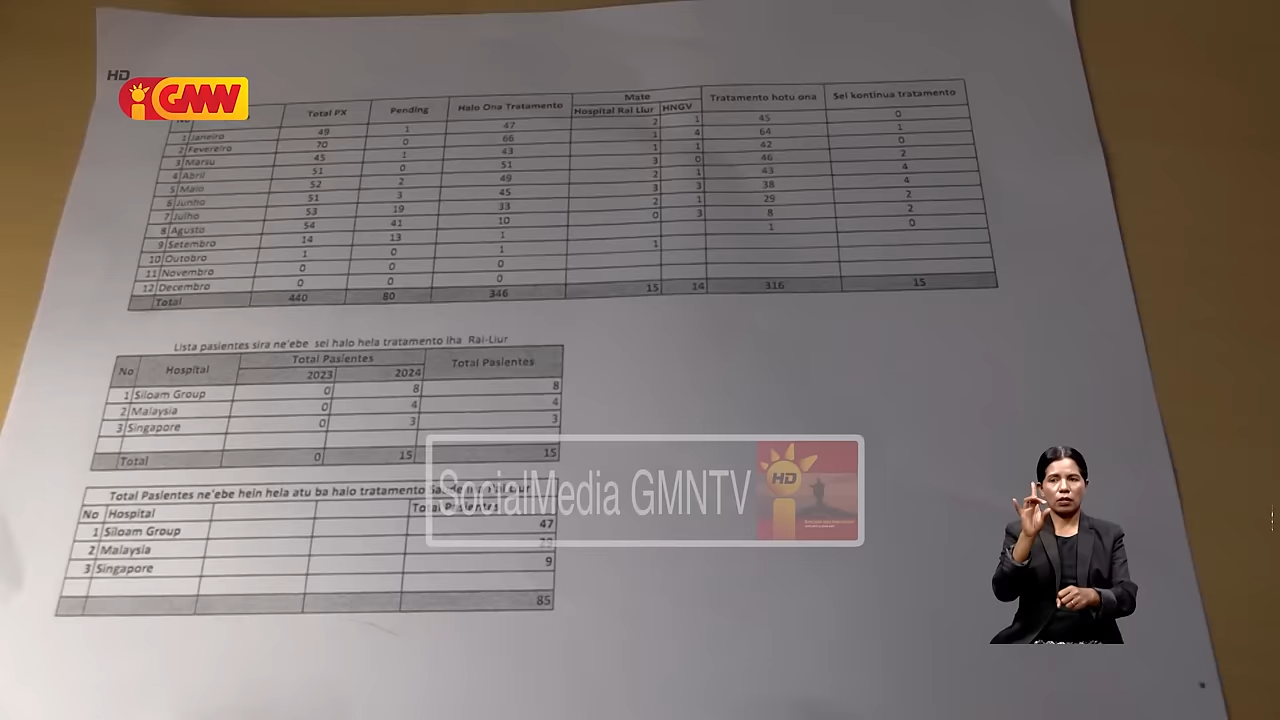 HD
GMN
No Total PX Pending Halo Ona Tratamento Mate Tratamento hotu ona Sei kontinua tratamento
Hospital Rai Liur HNGV
1 Janeiro 49 1 47 2 1 45 0
2 Fevereiro 70 0 66 1 4 64 1
3 Marsu 45 1 43 1 1 42 0
4 Abril 51 0 51 3 0 46 2
5 Maio 52 2 49 2 1 43 4
6 Junho 51 3 45 3 3 38 4
7 Julho 53 19 33 2 1 29 2
8 Agusto 54 41 10 0 3 8 2
9 Setembro 14 13 1 1 0
10 Outobro 1 0 1 1
11 Novembro 0 0 0
12 Decembro 0 0 0
Total 440 80 346 15 14 316 15
Lista pasientes sira ne'ebe sei halo hela tratamento iha Rai-Liur
No Hospital Total Pasientes Total Pasientes
2023 2024
1 Siloam Group 0 8 8
2 Malaysia 0 4 4
3 Singapore 0 3 3
Total 0 15 15
Total Pasientes ne'ebe hein hela atu ba halo tratamento
No Hospital Total Pasientes
1 Siloam Group 47
2 Malaysia 29
3 Singapore 9
85
SocialMedia GMNTV
HD